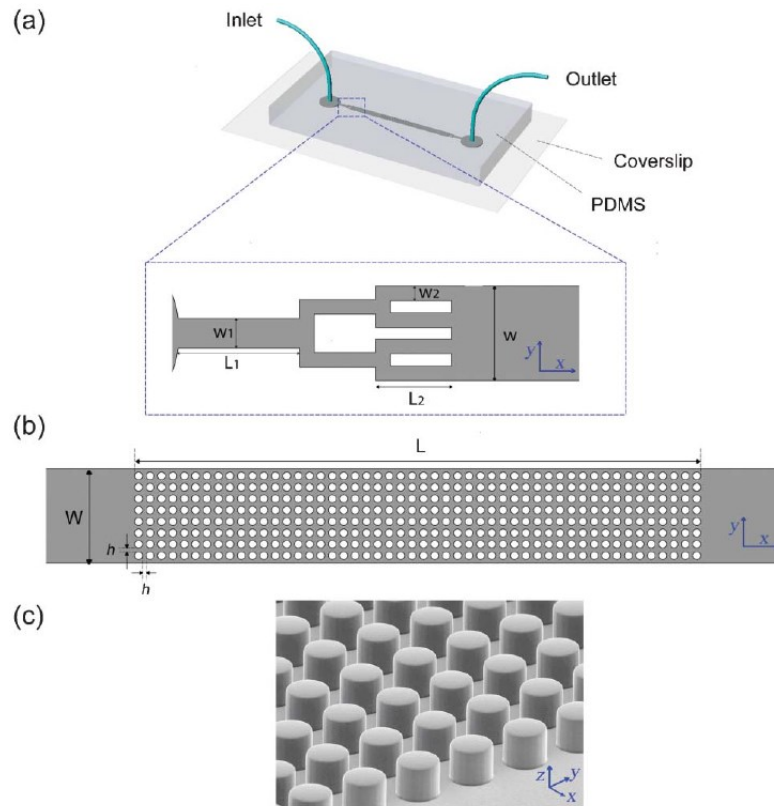 (a)
Inlet
Outlet
Coverslip
PDMS
W1
L1
W2
W
L2
y
x
(b)
L
W
h
h
y
x
(c)
z
y
x